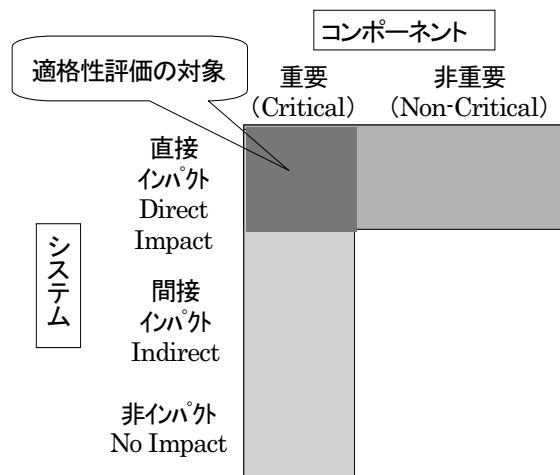 コンポーネント
適格性評価の対象
重要
(Critical)
非重要
(Non-Critical)
直接
インパクト
Direct
Impact
システム
間接
インパクト
Indirect
非インパクト
No Impact